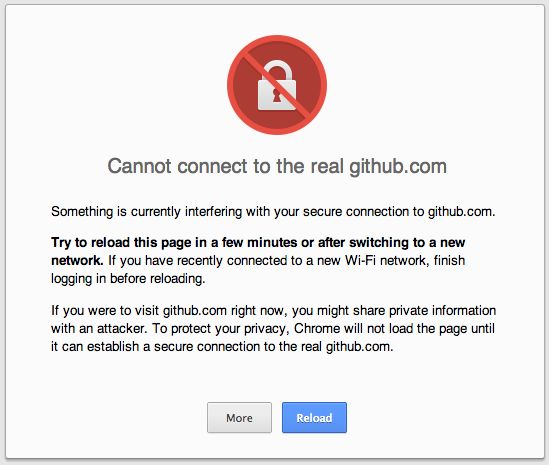 Cannot connect to the real github.com
Something is currently interfering with your secure connection to github.com.
Try to reload this page in a few minutes or after switching to a new
network. If you have recently connected to a new Wi-Fi network, finish
logging in before reloading.
If you were to visit github.com right now, you might share private information
with an attacker. To protect your privacy, Chrome will not load the page until
it can establish a secure connection to the real github.com.
More
Reload